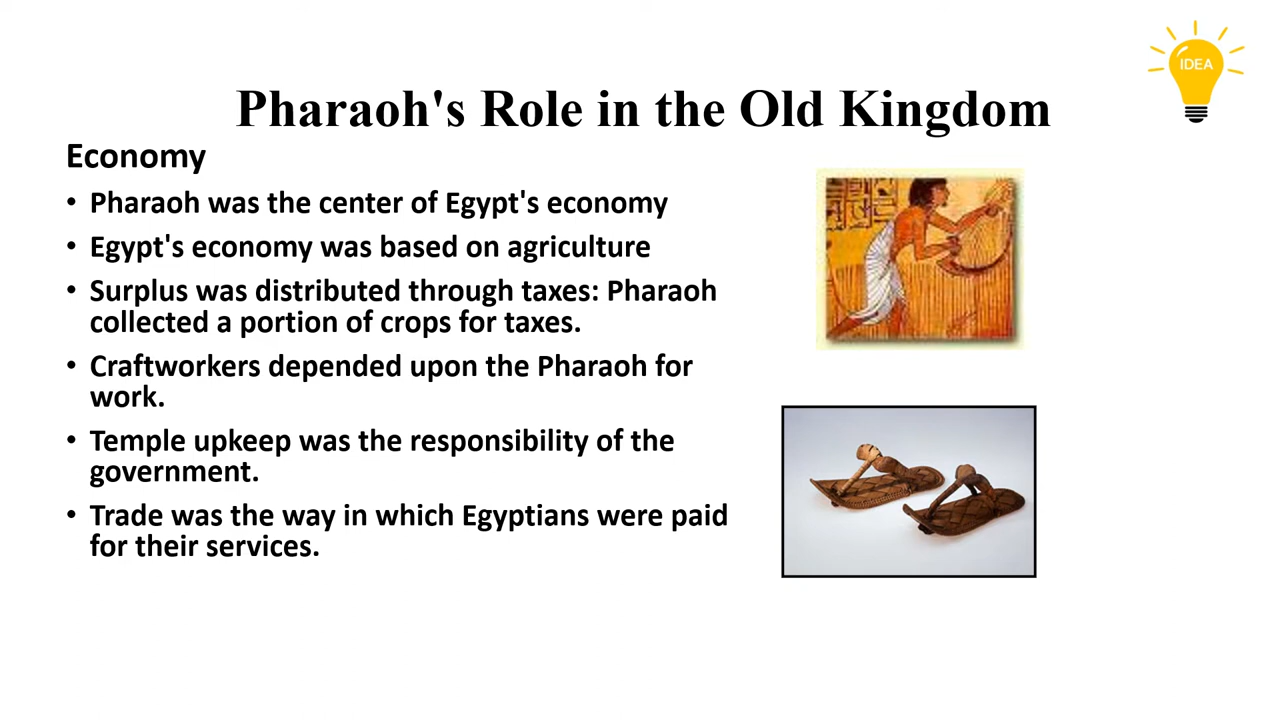 IDEA
Pharaoh's Role in the Old Kingdom
Economy
• Pharaoh was the center of Egypt's economy
• Egypt's economy was based on agriculture
• Surplus was distributed through taxes: Pharaoh
collected a portion of crops for taxes.
• Craftworkers depended upon the Pharaoh for
work.
• Temple upkeep was the responsibility of the
government.
• Trade was the way in which Egyptians were paid
for their services.